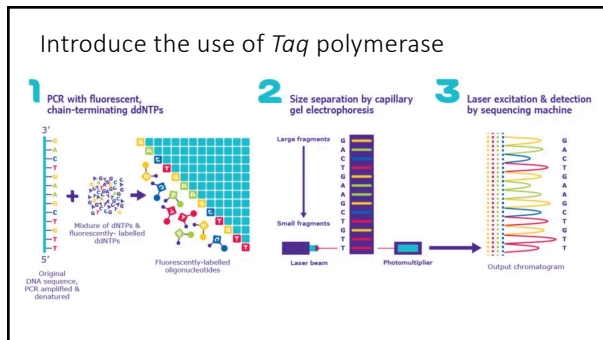 Introduce the use of Taq polymerase
1
PCR with fluorescent,
chain-terminating ddNTPs
3’
G
A
C
T
G
A
A
G
C
T
G
T
T
5’
Original
DNA sequence,
PCR amplified &
denatured
+
Mixture of dNTPs &
fluorescently- labelled
ddNTPs
Fluorescently-labelled
oligonucleotides
2
Size separation by capillary
gel electrophoresis
Large fragments
Small fragments
G
A
C
T
G
A
A
G
C
T
G
T
T
Laser beam
Photomultiplier
3
Laser excitation & detection
by sequencing machine
G
A
C
T
G
A
A
G
C
T
G
T
T
Output chromatogram